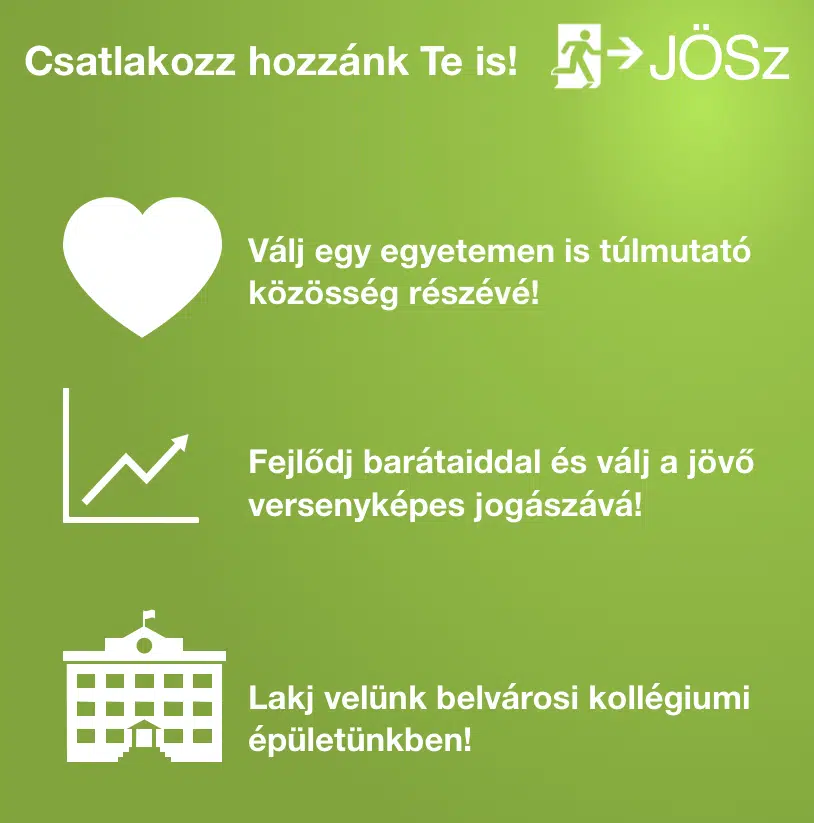 Csatlakozz hozzánk Te is!
JÖSz
Válj egy egyetemen is túlmutató
közösség részévé!
Fejlődj barátaiddal és válj a jövő
versenyképes jogászává!
Lakj velünk belvárosi kollégiumi
épületünkben!